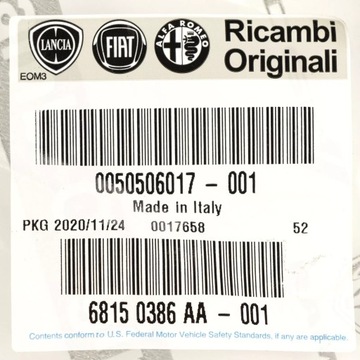 LANCIA FIAT ALFA ROMEO Ricambi
Originali
EOM3
0050506017 - 001
Made in Italy
PKG 2020/11/24 0017658 52
6815 0386 AA - 001
Contents conform to U.S. Federal Motor Vehicle Safety Standards, if any are applicable.